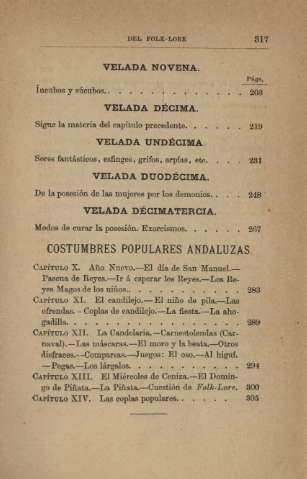 DEL FOLK-LORE 317
VELADA NOVENA.
Págs.
Íncubos y súcubos. . . . . . . . . . . . 203
VELADA DÉCIMA.
Sigue la materia del capítulo precedente. . . . . . 219
VELADA UNDÉCIMA.
Seres fantásticos, esfinges, grifos, arpías, etc. . . . . 231
VELADA DUODÉCIMA.
De la posesión de las mujeres por los demonios. . . . 248
VELADA DÉCIMATERCIA.
Modos de curar la posesión. Exorcismos. . . . . . 267
COSTUMBRES POPULARES ANDALUZAS
CAPÍTULO X. Año Nuevo.—El día de San Manuel.—
Pascua de Reyes.—Ir á esperar los Reyes.—Los Re-
yes Magos de los niños. . . . . . . . . . 283
CAPÍTULO XI. El candilejo.—El niño de pila.—Las
ofrendas.—Coplas de candilejo.—La fiesta.—La aho-
gadilla. . . . . . . . . . . . . . 289
CAPÍTULO XII. La Candelaria.—Carnestolendas (Car-
naval).—Las máscaras.—El moro y la beata.—Otros
disfraces.—Comparsas.—Juegos: El oso.—Al higuí.
—Pegas.—Los lárgalos. . . . . . . . . . 294
CAPÍTULO XIII. El Miércoles de Ceniza.—El Domin-
go de Piñata.—La Piñata.—Cuestión de Folk-Lore. 300
CAPÍTULO XIV. Las coplas populares. . . . . . . 305